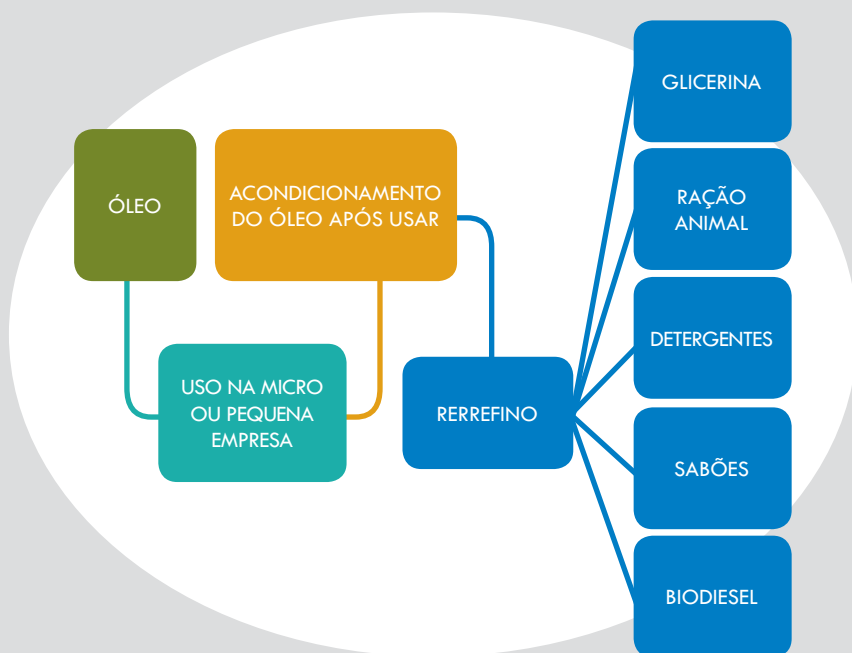 ÓLEO
ACONDICIONAMENTO
DO ÓLEO APÓS USAR
USO NA MICRO
OU PEQUENA
EMPRESA
RERREFINO
GLICERINA
RAÇÃO
ANIMAL
DETERGENTES
SABÕES
BIODIESEL